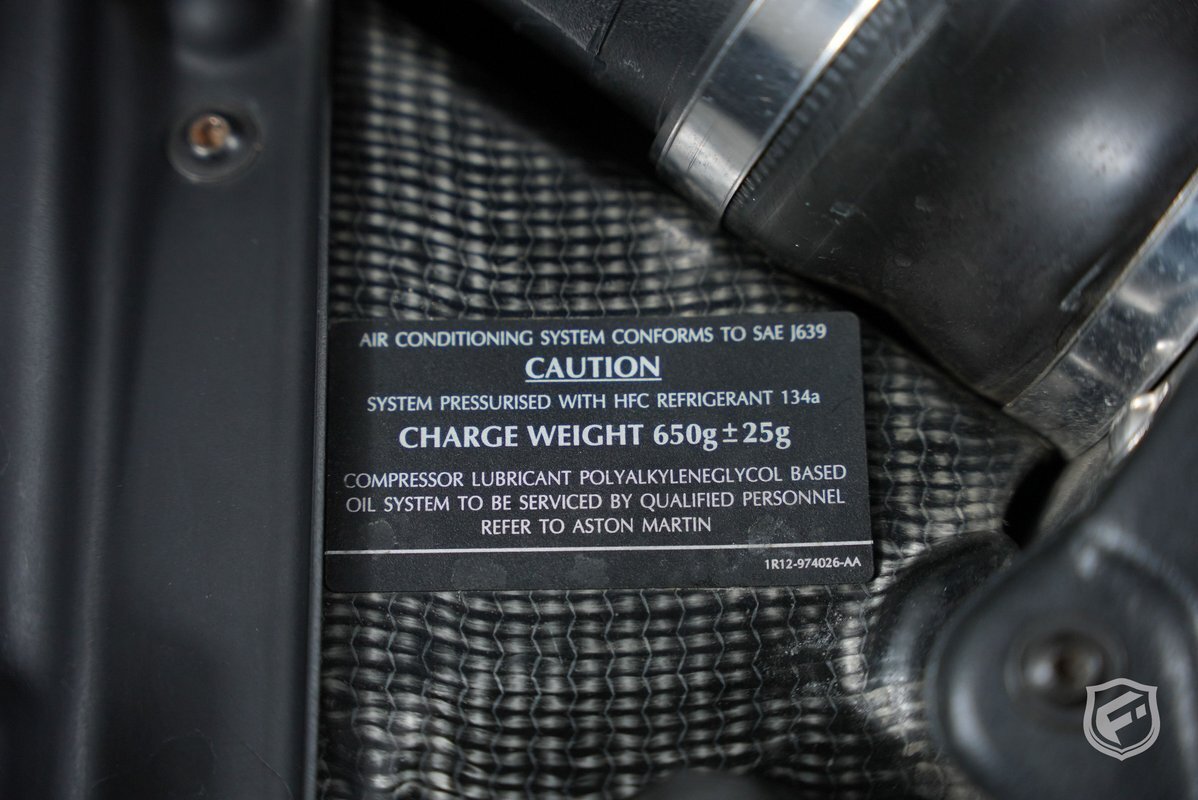 AIR CONDITIONING SYSTEM CONFORMS TO SAE J639
CAUTION
SYSTEM PRESSURISED WITH HFC REFRIGERANT 134a
CHARGE WEIGHT 650g±25g
COMPRESSOR LUBRICANT POLYALKYLENEGLYCOL BASED
OIL SYSTEM TO BE SERVICED BY QUALIFIED PERSONNEL
REFER TO ASTON MARTIN
1R12-974026-AA